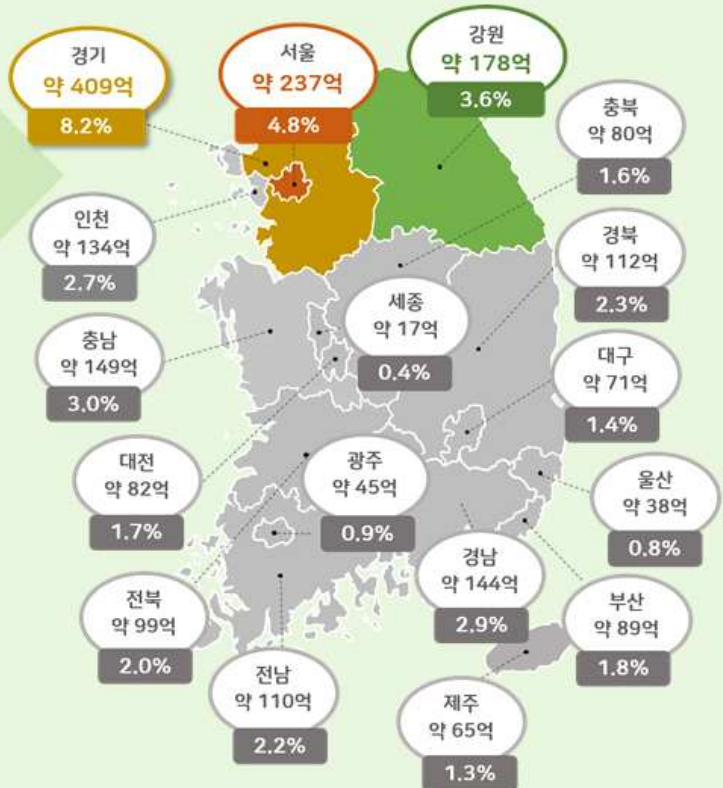 경기
약 409억
8.2%
서울
약 237억
4.8%
강원
약 178억
3.6%
충북
약 80억
1.6%
인천
약 134억
2.7%
경북
약 112억
2.3%
세종
약 17억
0.4%
충남
약 149억
3.0%
대구
약 71억
1.4%
대전
약 82억
1.7%
광주
약 45억
0.9%
울산
약 38억
0.8%
경남
약 144억
2.9%
전북
약 99억
2.0%
부산
약 89억
1.8%
전남
약 110억
2.2%
제주
약 65억
1.3%